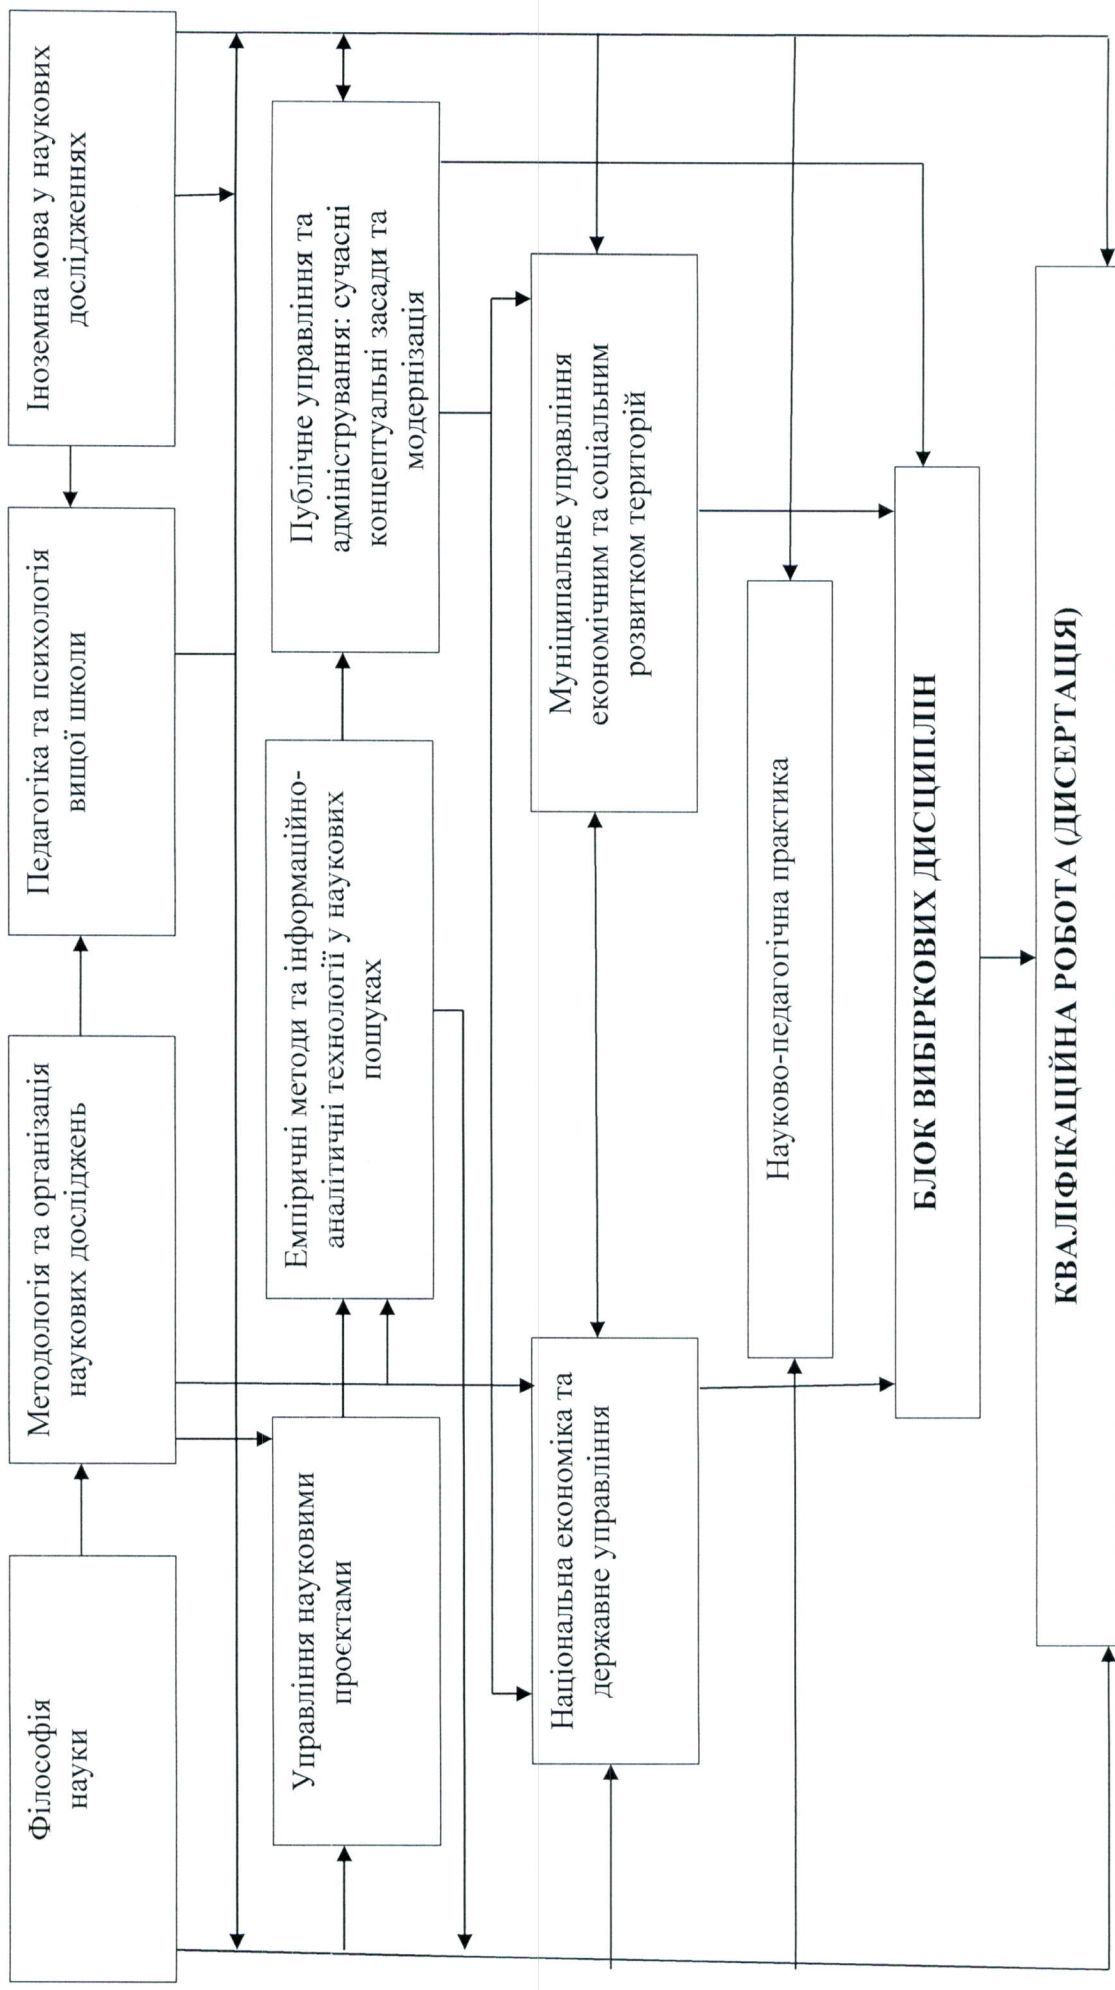 Філософія
науки
Методологія та організація
наукових досліджень
Педагогіка та психологія
вищої школи
Іноземна мова у наукових
дослідженнях
Управління науковими
проєктами
Емпіричні методи та інформаційно-
аналітичні технології у наукових
пошуках
Публічне управління та
адміністрування: сучасні
концептуальні засади та
модернізація
Національна економіка та
державне управління
Муніципальне управління
економічним та соціальним
розвитком територій
Науково-педагогічна практика
БЛОК ВИБІРКОВИХ ДИСЦИПЛІН
КВАЛІФІКАЦІЙНА РОБОТА (ДИСЕРТАЦІЯ)